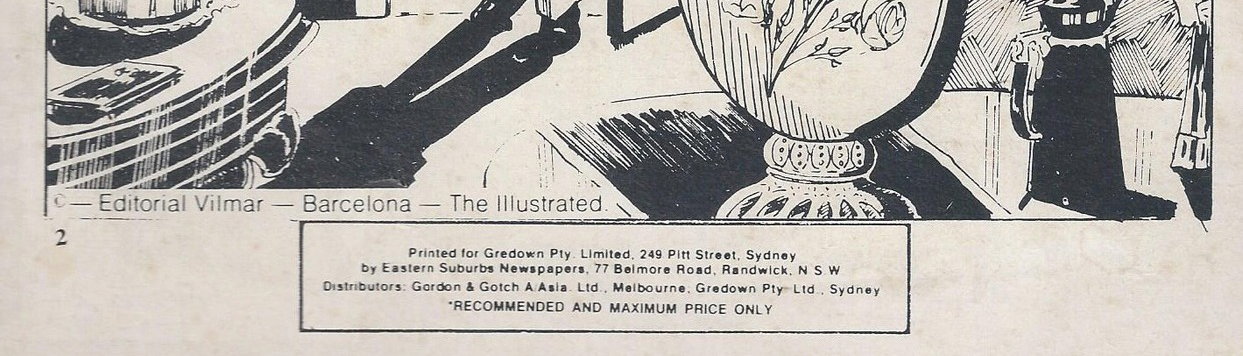 ©— Editorial Vilmar — Barcelona — The Illustrated.
2
Printed for Gredown Pty. Limited, 249 Pitt Street, Sydney
by Eastern Suburbs Newspapers, 77 Belmore Road, Randwick, N S W
Distributors: Gordon & Gotch A/Asia. Ltd., Melbourne, Gredown Pty Ltd., Sydney
*RECOMMENDED AND MAXIMUM PRICE ONLY